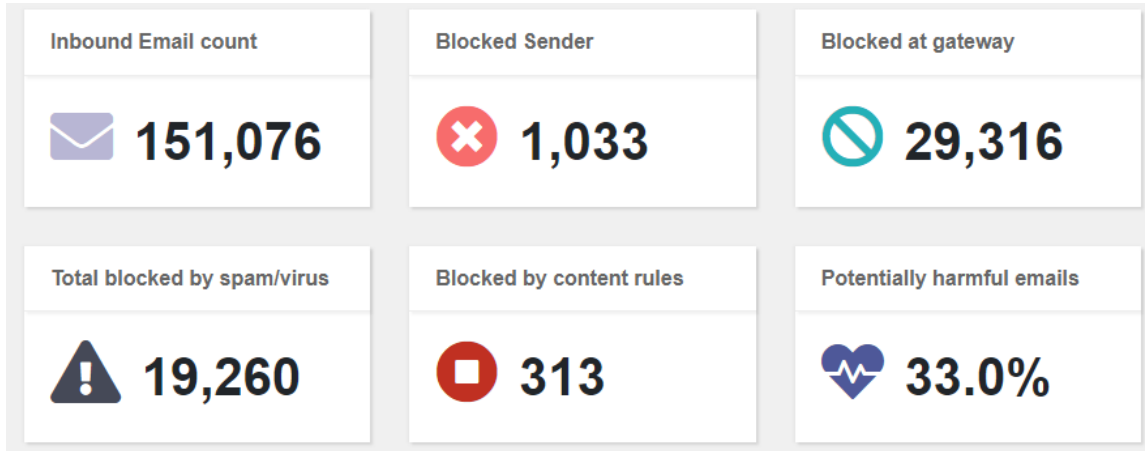 Inbound Email count
151,076
Blocked Sender
1,033
Blocked at gateway
29,316
Total blocked by spam/virus
19,260
Blocked by content rules
313
Potentially harmful emails
33.0%